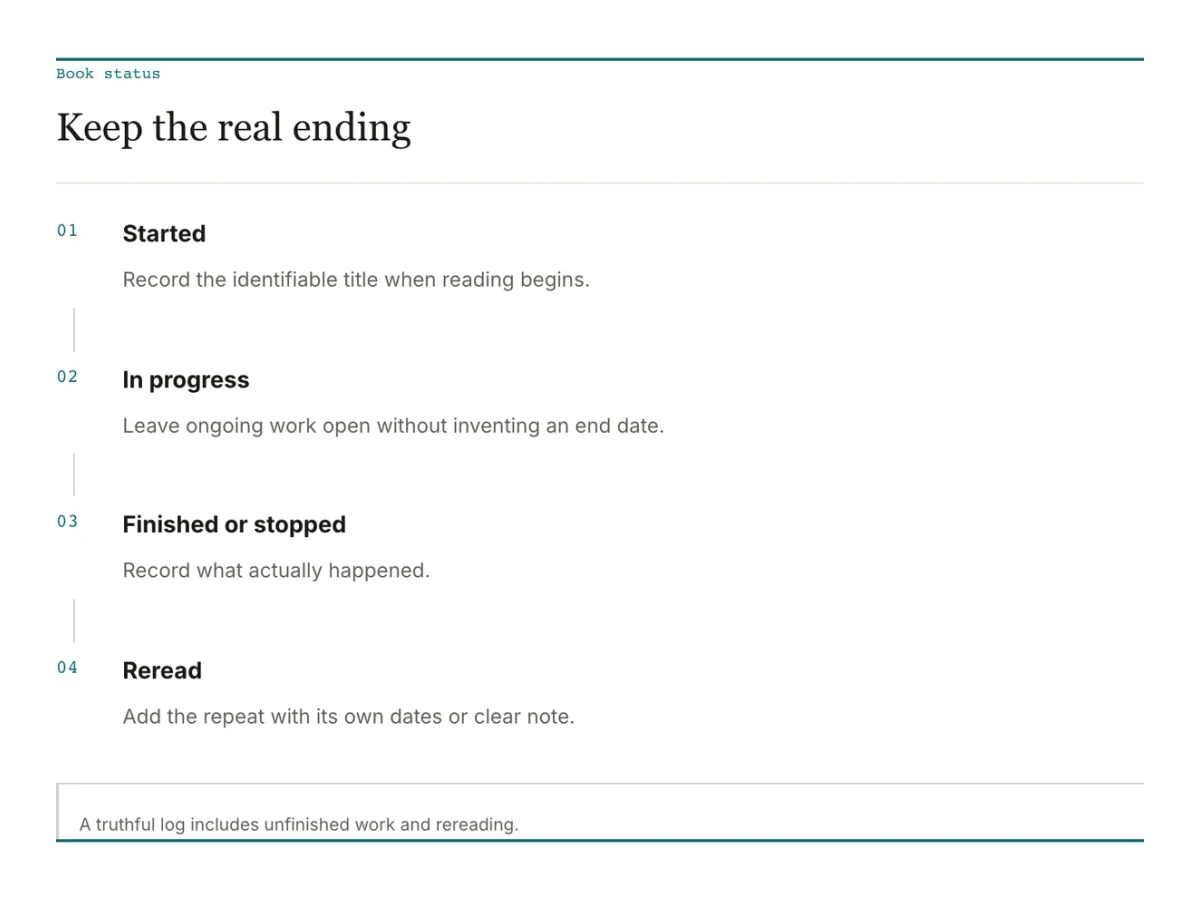 Book status
Keep the real ending
01
Started
Record the identifiable title when reading begins.
02
In progress
Leave ongoing work open without inventing an end date.
03
Finished or stopped
Record what actually happened.
04
Reread
Add the repeat with its own dates or clear note.
A truthful log includes unfinished work and rereading.